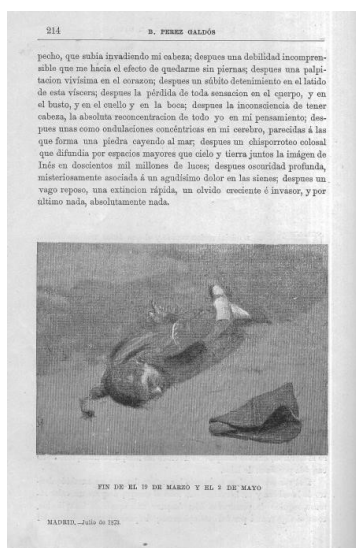 214
B. PEREZ GALDÓS
pecho, que subia invadiendo mi cabeza; despues una debilidad incompren-
sible que me hacia el efecto de quedarme sin piernas; despues una palpi-
tacion vivísima en el corazon; despues un súbito detenimiento en el latido
de esta víscera; despues la pérdida de toda sensacion en el cuerpo, y en
el busto, y en el cuello y en la boca; despues la inconsciencia de tener
cabeza, la absoluta reconcentracion de todo yo en mi pensamiento; des-
pues unas como ondulaciones concéntricas en mi cerebro, parecidas á las
que forma una piedra cayendo al mar; despues un chisporroteo colosal
que difundia por espacios mayores que cielo y tierra juntos la imágen de
Inés en doscientos mil millones de luces; despues oscuridad profunda,
misteriosamente asociada á un agudísimo dolor en las sienes; despues un
vago reposo, una extincion rápida, un olvido creciente é invasor, y por
ultimo nada, absolutamente nada.
FIN DE EL 19 DE MARZO Y EL 2 DE MAYO
MADRID,—Julio de 1873.